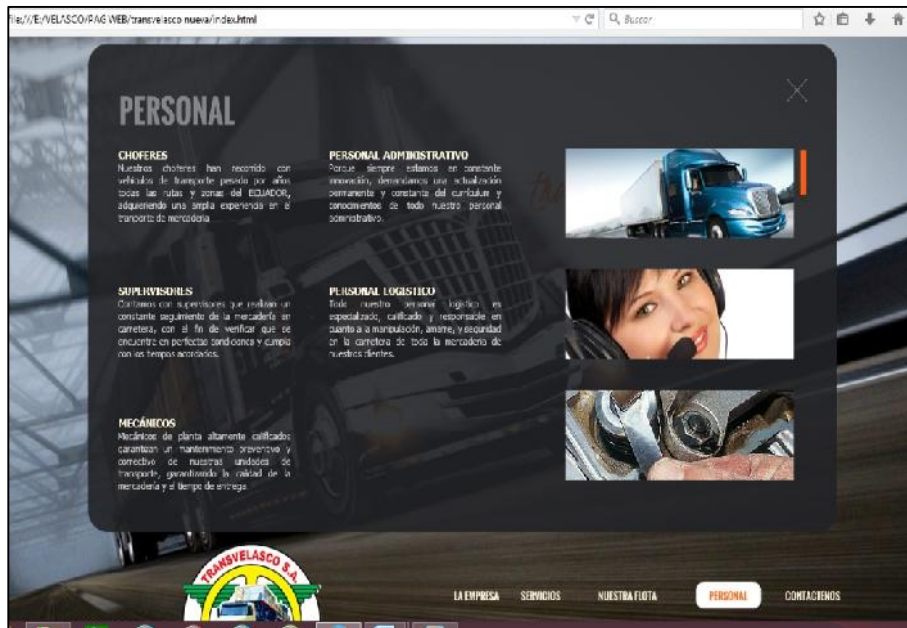 file:///E:/VELASCO/PAG WEB/transvelasco nueva/index.html
Buscar
PERSONAL
CHOFERES
Nuestros choferes han recorrido con
vehículos de transporte pesado por años
todas las rutas y zonas del ECUADOR,
adquiriendo una amplia experiencia en el
tranporte de mercadería
PERSONAL ADMINISTRATIVO
Porque siempre estamos en constante
innovación, demandamos una actualización
permanente y constante del curriculum y
conocimientos de todo nuestro personal
administrativo.
SUPERVISORES
Contamos con supervisores que realizan un
constante seguimiento de la mercadería en
carretera, con el fin de verificar que se
encuentre en perfectas condiciones y cumpla
con los tiempos acordados.
PERSONAL LOGISTICO
Todo nuestro personal logístico es
especializado, calificado y responsable en
cuanto a la manipulación, amarre, y seguridad
en la carretera de toda la mercadería de
nuestros clientes.
MECÁNICOS
Mecánicos de planta altamente calificados
garantizan un mantenimiento preventivo y
correctivo de nuestras unidades de
transporte, garantizando la calidad de la
mercadería y el tiempo de entrega
TRANSVELASCO S.A.
LA EMPRESA
SERVICIOS
NUESTRA FLOTA
PERSONAL
CONTACTENOS